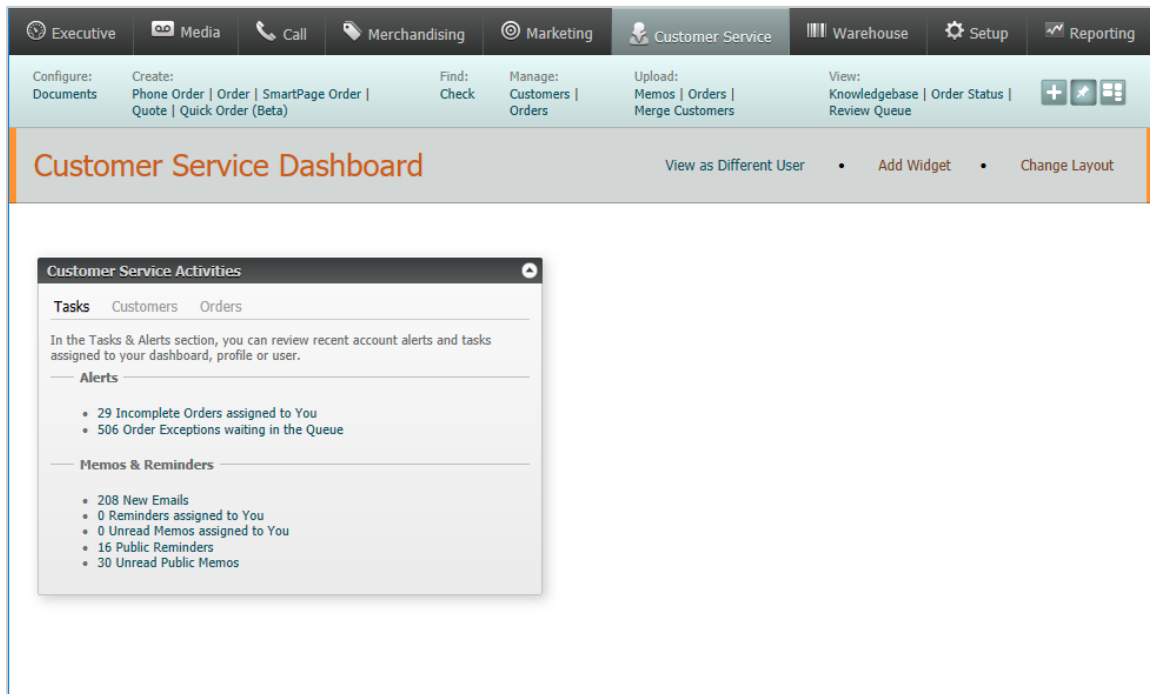 Executive Media Call Merchandising Marketing Customer Service Warehouse Setup Reporting
Configure: Create: Find: Manage: Upload: View:
Documents Phone Order | Order | SmartPage Order | Check Customers | Memos | Orders | Knowledgebase | Order Status |
Quote | Quick Order (Beta) Orders Merge Customers Review Queue
Customer Service Dashboard View as Different User • Add Widget • Change Layout
Customer Service Activities
Tasks Customers Orders
In the Tasks & Alerts section, you can review recent account alerts and tasks
assigned to your dashboard, profile or user.
Alerts
• 29 Incomplete Orders assigned to You
• 506 Order Exceptions waiting in the Queue
Memos & Reminders
• 208 New Emails
• 0 Reminders assigned to You
• 0 Unread Memos assigned to You
• 16 Public Reminders
• 30 Unread Public Memos